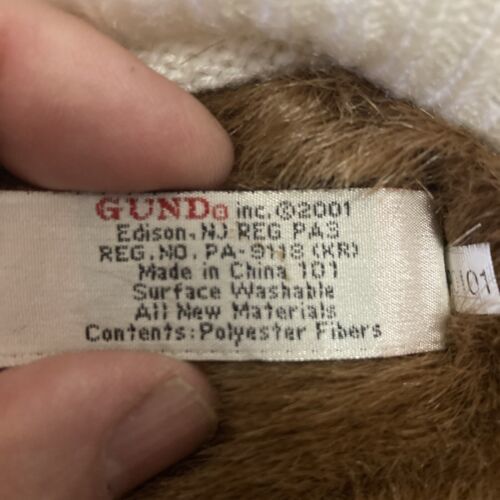 GUND® inc.©2001
Edison, NJ REG PA3
REG.NO. PA-9118 (KR)
Made in China 101
Surface Washable
All New Materials
Contents:Polyester Fibers
/01